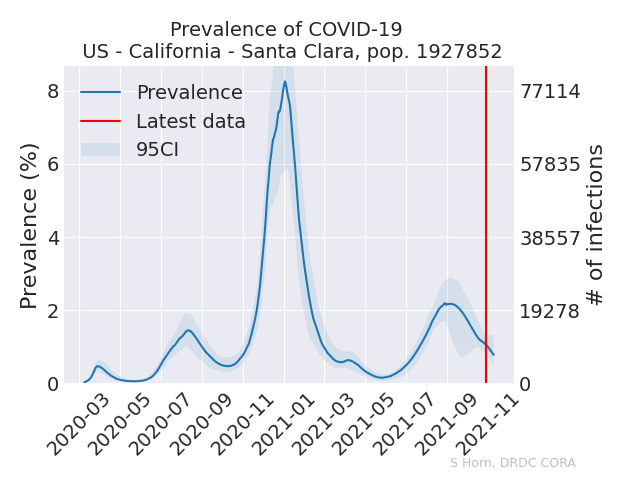 Prevalence of COVID-19
US - California - Santa Clara, pop. 1927852
Prevalence
Latest data
95CI
Prevalence (%)
8
6
4
2
0
77114
57835
38557
19278
0
# of infections
2020-03
2020-05
2020-07
2020-09
2020-11
2021-01
2021-03
2021-05
2021-07
2021-09
2021-11
S Horn, DRDC CORA